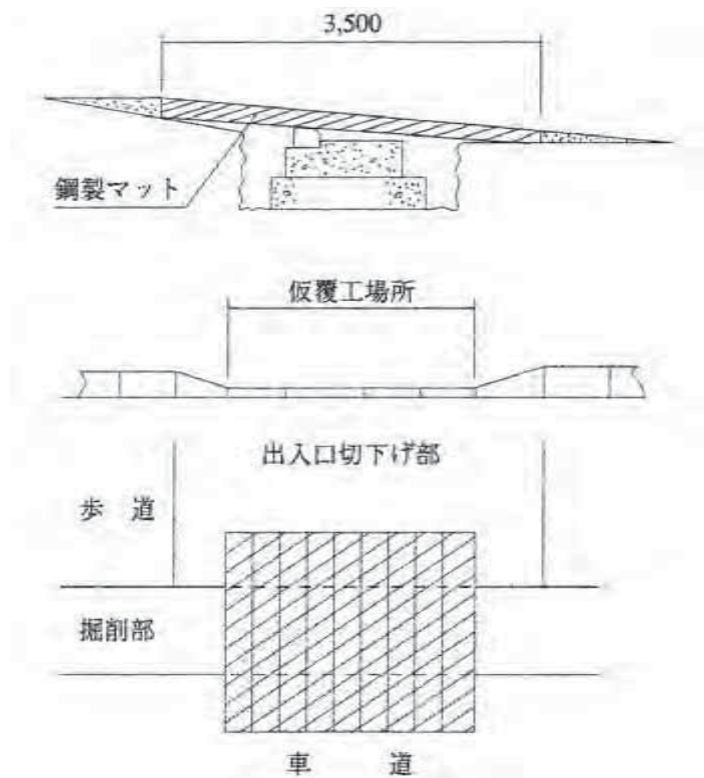 3,500
鋼製マット
仮覆工場所
出入口切下げ部
歩 道
掘削部
車 道